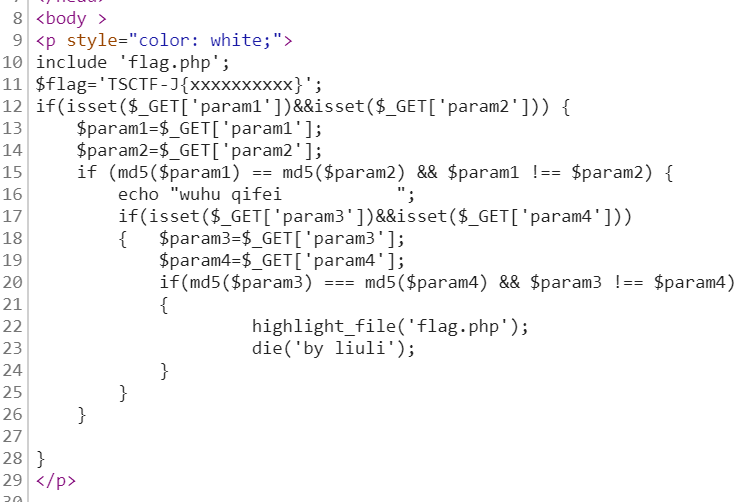 8 <body >
9 <p style="color: white;">
10 include 'flag.php';
11 $flag='TSCTF-J{xxxxxxxxxx}';
12 if(isset($_GET['param1'])&&isset($_GET['param2'])) {
13     $param1=$_GET['param1'];
14     $param2=$_GET['param2'];
15     if (md5($param1) == md5($param2) && $param1 !== $param2) {
16         echo "wuhu qifei           ";
17         if(isset($_GET['param3'])&&isset($_GET['param4']))
18         {   $param3=$_GET['param3'];
19             $param4=$_GET['param4'];
20             if(md5($param3) === md5($param4) && $param3 !== $param4)
21             {
22                      highlight_file('flag.php');
23                      die('by liuli');
24             }
25         }
26     }
27
28 }
29 </p>